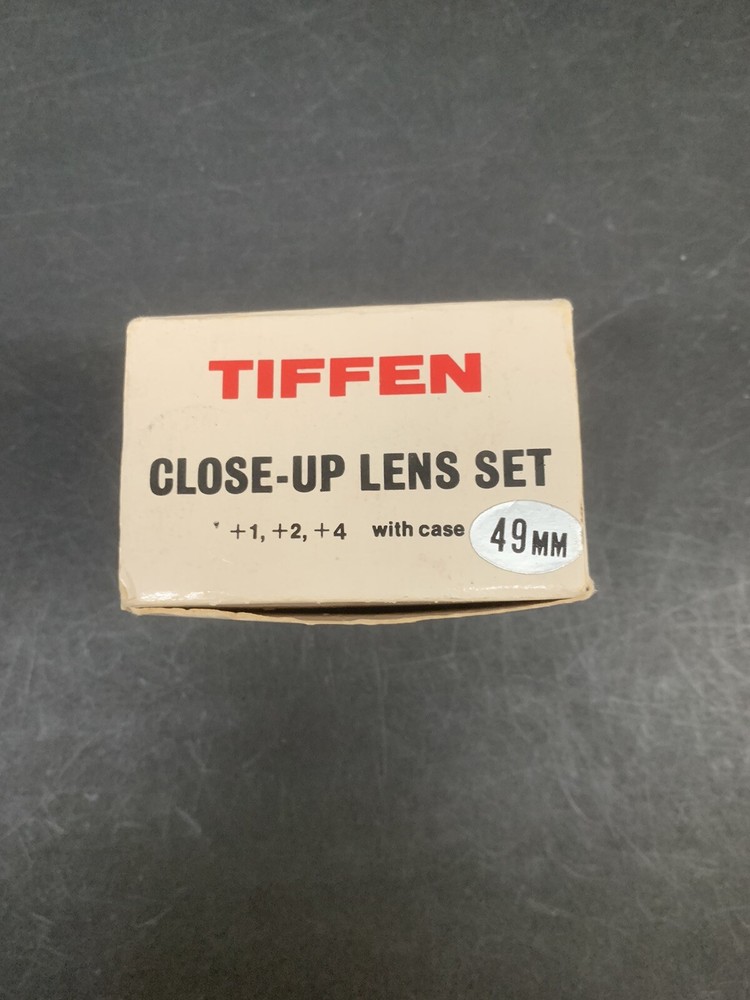 TIFFEN
CLOSE-UP LENS SET
+1, +2, +4 with case 49MM